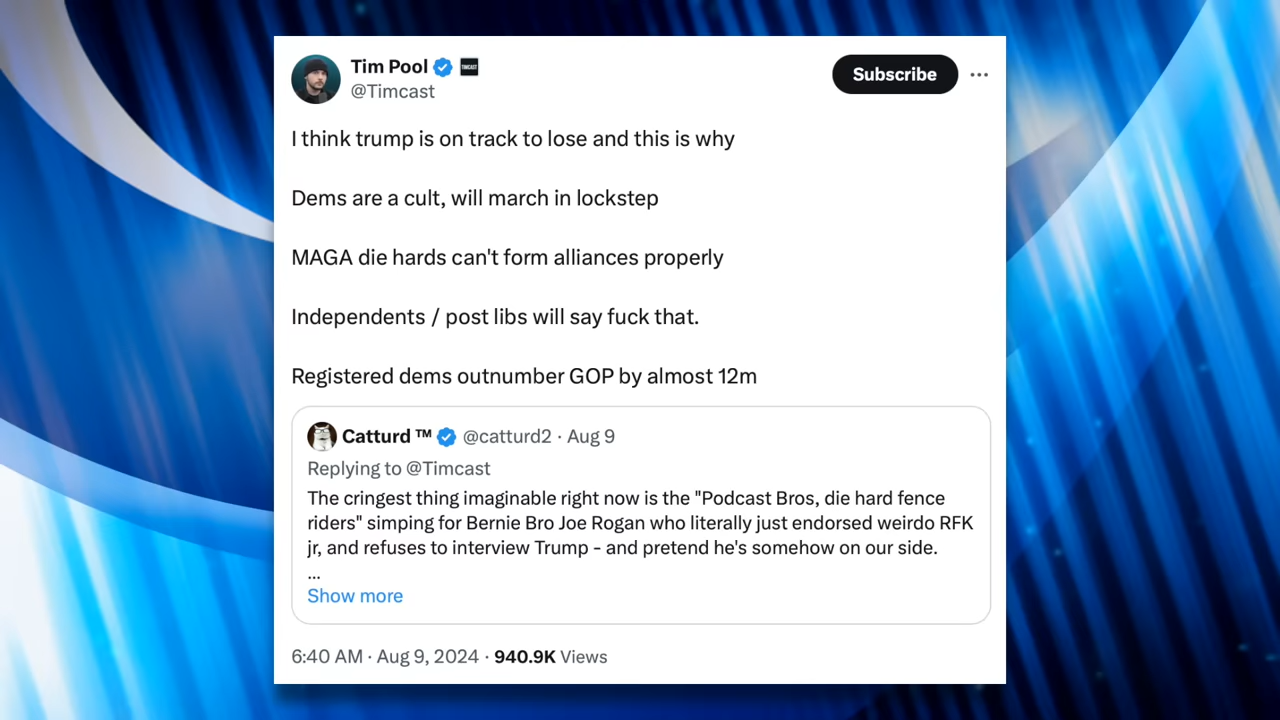 Tim Pool TIMCAST
@Timcast
Subscribe
I think trump is on track to lose and this is why
Dems are a cult, will march in lockstep
MAGA die hards can't form alliances properly
Independents / post libs will say fuck that.
Registered dems outnumber GOP by almost 12m
Catturd ™ @catturd2 · Aug 9
Replying to @Timcast
The cringest thing imaginable right now is the "Podcast Bros, die hard fence
riders" simping for Bernie Bro Joe Rogan who literally just endorsed weirdo RFK
jr, and refuses to interview Trump - and pretend he's somehow on our side.
...
Show more
6:40 AM · Aug 9, 2024 · 940.9K Views